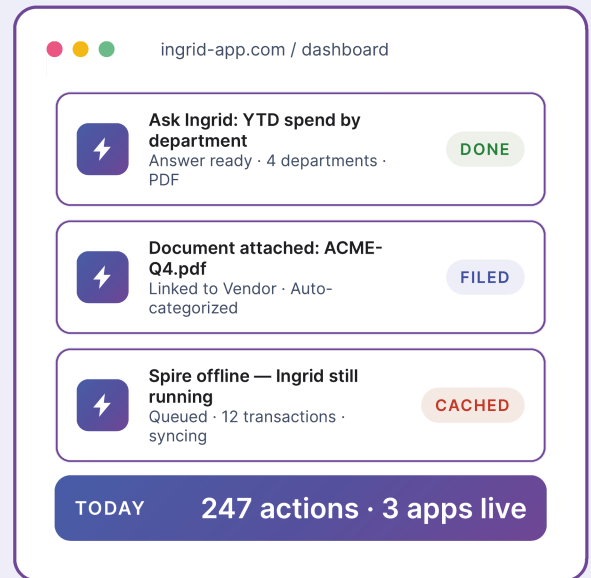 ingrid-app.com / dashboard
Ask Ingrid: YTD spend by
department
Answer ready · 4 departments ·
PDF
DONE
Document attached: ACME-
Q4.pdf
Linked to Vendor · Auto-
categorized
FILED
Spire offline — Ingrid still
running
Queued · 12 transactions ·
syncing
CACHED
TODAY
247 actions · 3 apps live